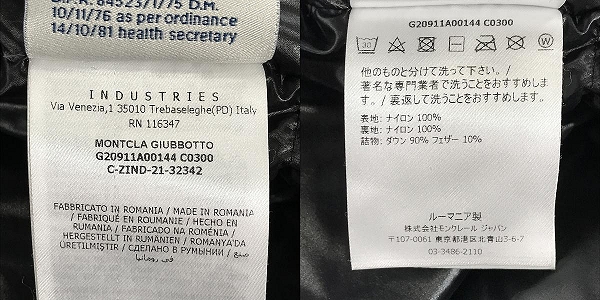 D.P.R. 845237/75 D.M.
10/11/76 as per ordinance
14/10/81 health secretary
INDUSTRIES
Via Venezia,1 35010 Trebaseleghe(PD) Italy
RN 116347
MONTCLA GIUBBOTTO
G20911A00144 C0300
C-ZIND-21-32342
FABBRICATO IN ROMANIA / MADE IN ROMANIA
/ FABRIQUÉ EN ROUMANIE / HECHO EN
RUMANIA / FABRICADO NA ROMÉNIA /
HERGESTELLT IN RUMÄNIEN / ROMANYA'DA
ÜRETILMIŞTIR / СДЕЛАНО В РУМЫНИИ / صنع
في رومانيا
G20911A00144 C0300
30
他のものと分けて洗って下さい。/
著名な専門業者で洗うことをおすすめしま
す。/ 裏返して洗うことをおすすめします。
表地: ナイロン 100%
裏地: ナイロン 100%
詰物: ダウン 90% フェザー 10%
ルーマニア製
株式会社モンクレール ジャパン
〒107-0061 東京都港区北青山3-6-7
03-3486-2110